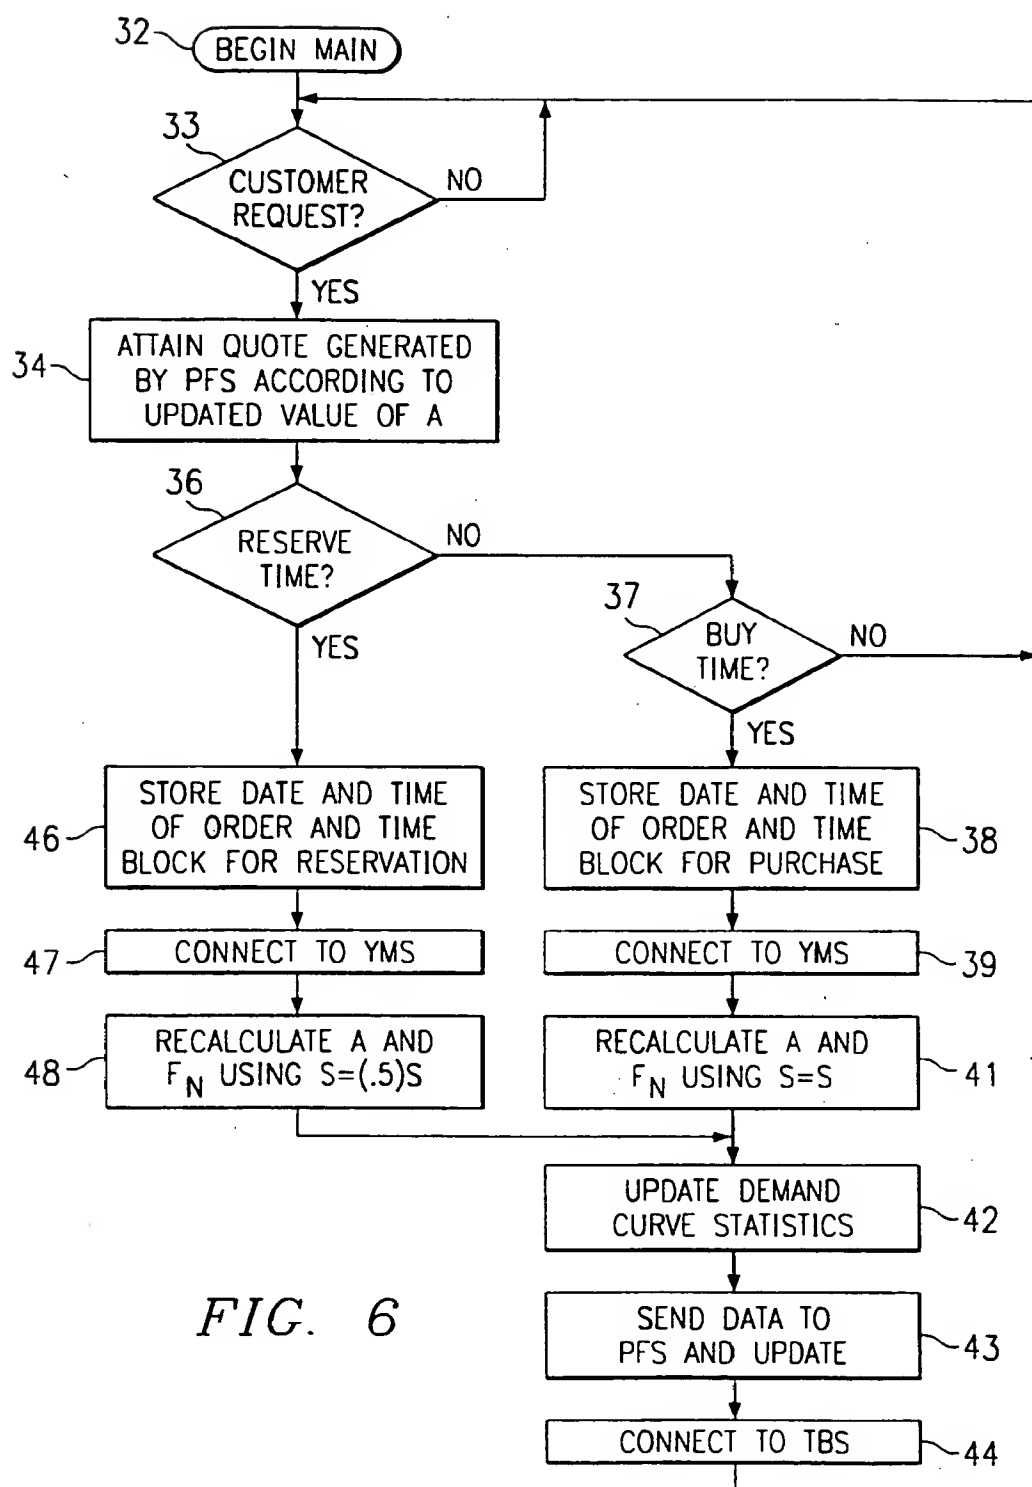 32
BEGIN MAIN
33
CUSTOMER
REQUEST?
NO
YES
34
ATTAIN QUOTE GENERATED
BY PFS ACCORDING TO
UPDATED VALUE OF A
36
RESERVE
TIME?
NO
YES
37
BUY
TIME?
NO
YES
46
STORE DATE AND TIME
OF ORDER AND TIME
BLOCK FOR RESERVATION
STORE DATE AND TIME
OF ORDER AND TIME
BLOCK FOR PURCHASE
38
47
CONNECT TO YMS
CONNECT TO YMS
39
48
RECALCULATE A AND
F_N USING S=(.5)S
RECALCULATE A AND
F_N USING S=S
41
UPDATE DEMAND
CURVE STATISTICS
42
FIG. 6
SEND DATA TO
PFS AND UPDATE
43
CONNECT TO TBS
44